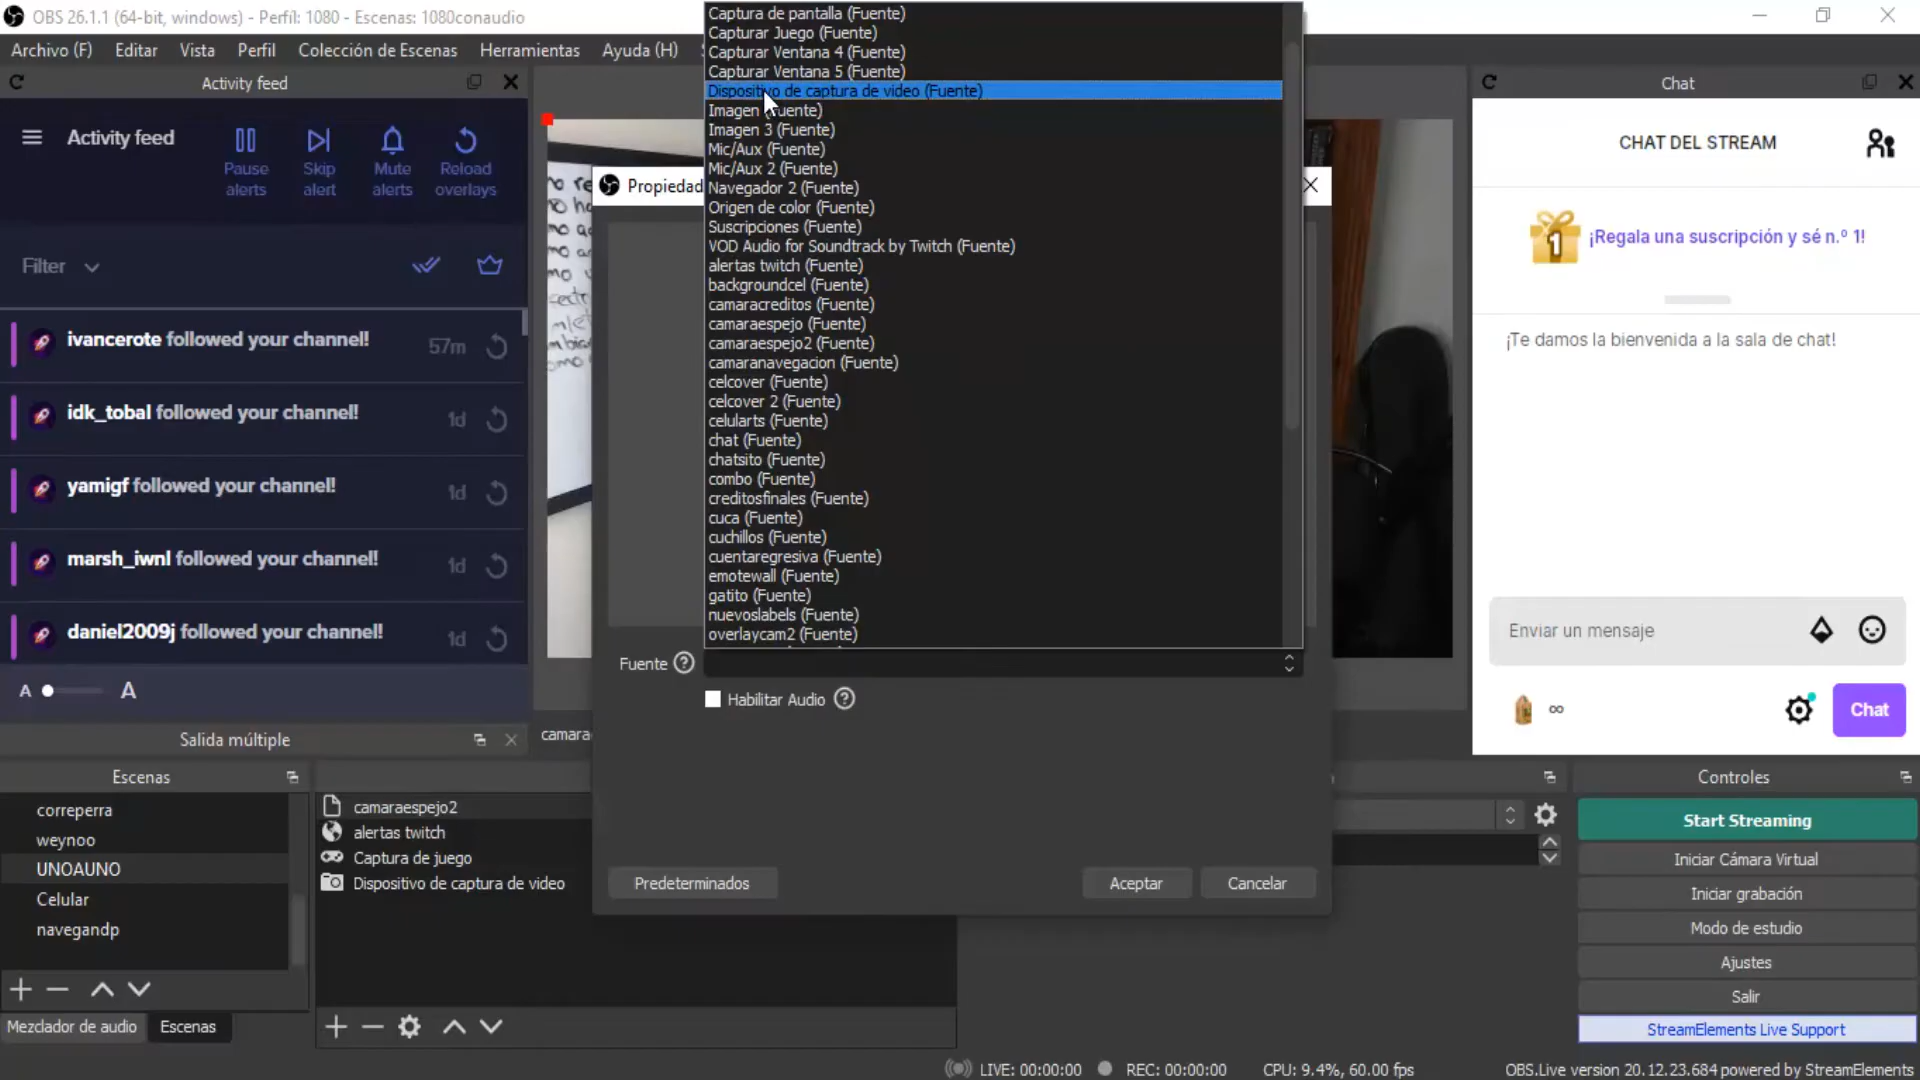 OBS 26.1.1 (64-bit, windows) - Perfíl: 1080 - Escenas: 1080conaudio
Archivo (F) Editar Vista Perfil Colección de Escenas Herramientas Ayuda (H)
Activity feed
Activity feed
Pause alerts
Skip alert
Mute alerts
Reload overlays
Filter
ivancerote followed your channel!
57m
idk_tobal followed your channel!
1d
yamigf followed your channel!
1d
marsh_iwnl followed your channel!
1d
daniel2009j followed your channel!
1d
A A
Salida múltiple
Escenas
correperra
weynoo
UNOAUNO
Celular
navegandp
Mezclador de audio
Escenas
camaraespejo2
alertas twitch
Captura de juego
Dispositivo de captura de video
camara
Propiedad
Captura de pantalla (Fuente)
Capturar Juego (Fuente)
Capturar Ventana 4 (Fuente)
Capturar Ventana 5 (Fuente)
Dispositivo de captura de video (Fuente)
Imagen (Fuente)
Imagen 3 (Fuente)
Mic/Aux (Fuente)
Mic/Aux 2 (Fuente)
Navegador 2 (Fuente)
Origen de color (Fuente)
Suscripciones (Fuente)
VOD Audio for Soundtrack by Twitch (Fuente)
alertas twitch (Fuente)
backgroundcel (Fuente)
camaracreditos (Fuente)
camaraespejo (Fuente)
camaraespejo2 (Fuente)
camaranavegacion (Fuente)
celcover (Fuente)
celcover 2 (Fuente)
celularts (Fuente)
chat (Fuente)
chatsito (Fuente)
combo (Fuente)
creditosfinales (Fuente)
cuca (Fuente)
cuchillos (Fuente)
cuentaregresiva (Fuente)
emotewall (Fuente)
gatito (Fuente)
nuevoslabels (Fuente)
overlaycam2 (Fuente)
Fuente ?
Habilitar Audio ?
Predeterminados
Aceptar
Cancelar
Chat
CHAT DEL STREAM
1
¡Regala una suscripción y sé n.º 1!
¡Te damos la bienvenida a la sala de chat!
Enviar un mensaje
∞
Chat
Controles
Start Streaming
Iniciar Cámara Virtual
Iniciar grabación
Modo de estudio
Ajustes
Salir
StreamElements Live Support
LIVE: 00:00:00 REC: 00:00:00 CPU: 9.4%, 60.00 fps OBS.Live version 20.12.23.684 powered by StreamElements